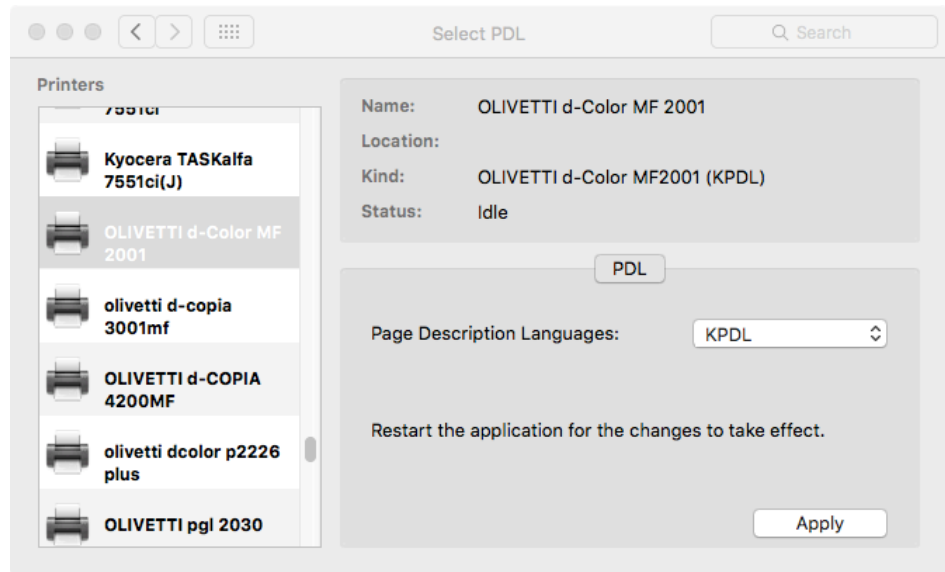 Select PDL
Search
Printers
7551ci
Kyocera TASKalfa
7551ci(J)
OLIVETTI d-Color MF
2001
olivetti d-copia
3001mf
OLIVETTI d-COPIA
4200MF
olivetti dcolor p2226
plus
OLIVETTI pgl 2030
Name: OLIVETTI d-Color MF 2001
Location:
Kind: OLIVETTI d-Color MF2001 (KPDL)
Status: Idle
PDL
Page Description Languages: KPDL
Restart the application for the changes to take effect.
Apply